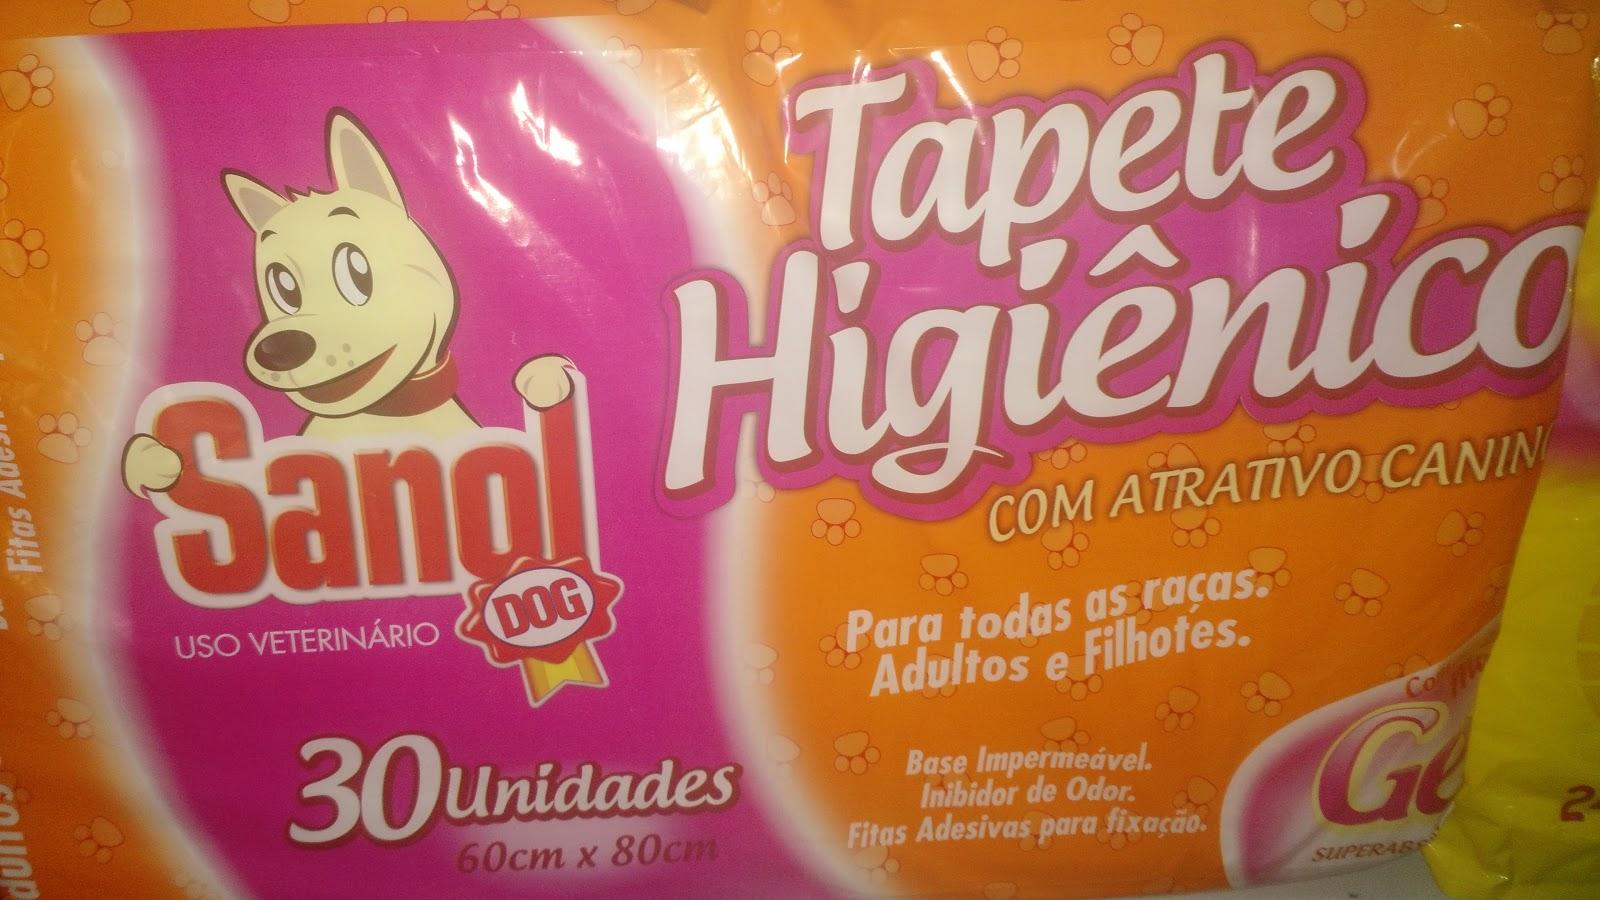 Tapete
Higiênico
COM ATRATIVO CANINO
Sanol
DOG
USO VETERINÁRIO
30 Unidades
60cm x 80cm
Para todas as raças.
Adultos e Filhotes.
Base Impermeável.
Inibidor de Odor.
Fitas Adesivas para fixação.
Fitas